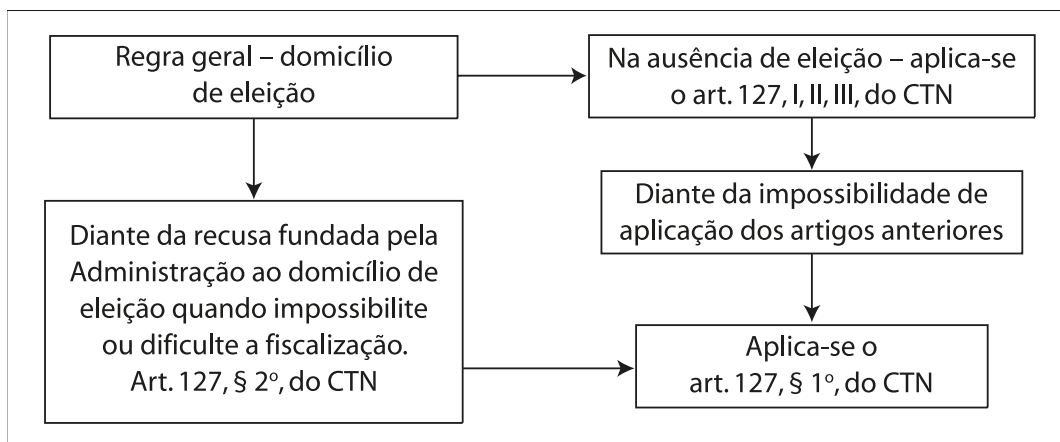 Regra geral – domicílio
de eleição
Na ausência de eleição – aplica-se
o art. 127, I, II, III, do CTN
Diante da recusa fundada pela
Administração ao domicílio de
eleição quando impossibilite
ou dificulte a fiscalização.
Art. 127, § 2º, do CTN
Diante da impossibilidade de
aplicação dos artigos anteriores
Aplica-se o
art. 127, § 1º, do CTN